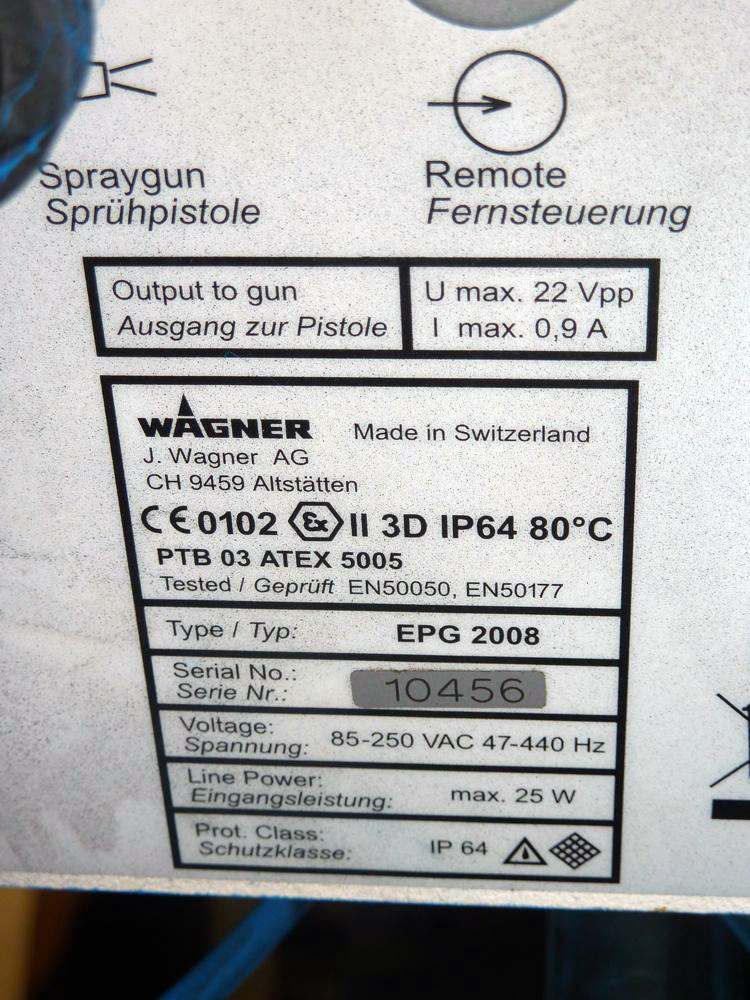 Spraygun
Sprühpistole
Remote
Fernsteuerung
Output to gun
Ausgang zur Pistole
U max. 22 Vpp
I max. 0,9 A
WAGNER Made in Switzerland
J. Wagner AG
CH 9459 Altstätten
CE 0102 Ex II 3D IP64 80°C
PTB 03 ATEX 5005
Tested / Geprüft EN50050, EN50177
Type / Typ: EPG 2008
Serial No.:
Serie Nr.: 10456
Voltage:
Spannung: 85-250 VAC 47-440 Hz
Line Power:
Eingangsleistung: max. 25 W
Prot. Class:
Schutzklasse: IP 64